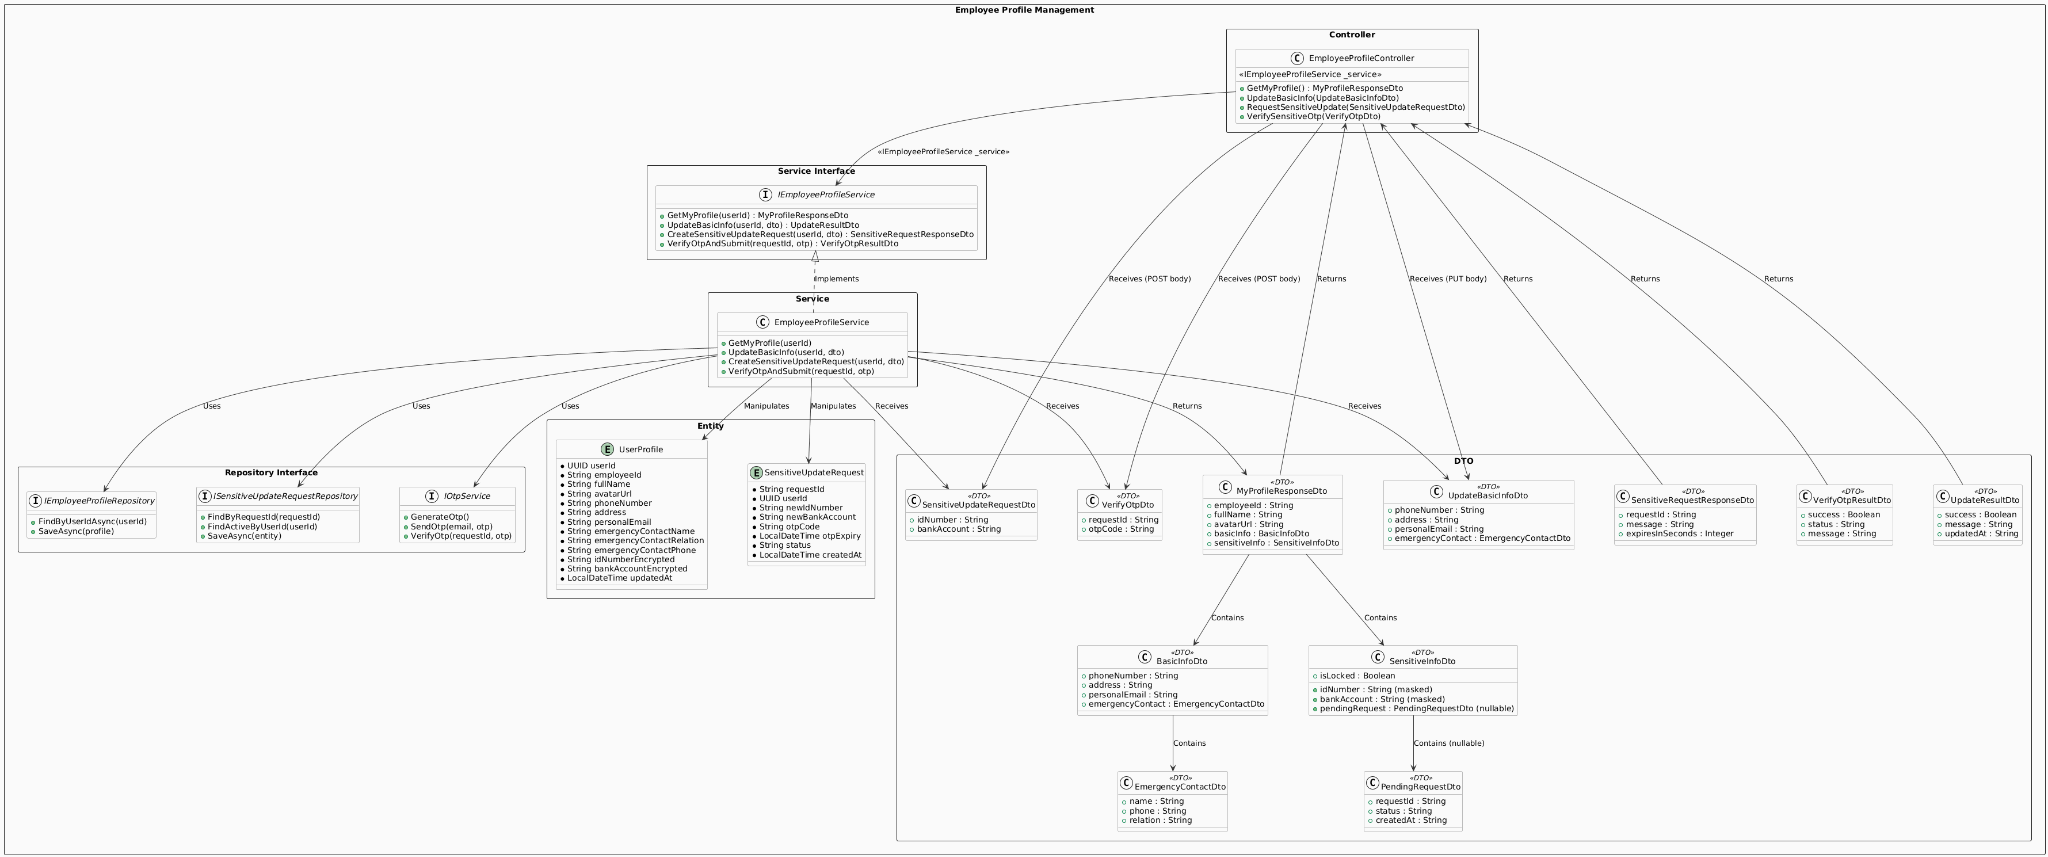 Employee Profile Management
Controller
C EmployeeProfileController
«IEmployeeProfileService _service»
GetMyProfile() : MyProfileResponseDto
UpdateBasicInfo(UpdateBasicInfoDto)
RequestSensitiveUpdate(SensitiveUpdateRequestDto)
VerifySensitiveOtp(VerifyOtpDto)
«IEmployeeProfileService _service»
Service Interface
I IEmployeeProfileService
GetMyProfile(userId) : MyProfileResponseDto
UpdateBasicInfo(userId, dto) : UpdateResultDto
CreateSensitiveUpdateRequest(userId, dto) : SensitiveRequestResponseDto
VerifyOtpAndSubmit(requestId, otp) : VerifyOtpResultDto
Implements
Receives (POST body)
Receives (POST body)
Returns
Receives (PUT body)
Returns
Returns
Returns
Service
C EmployeeProfileService
GetMyProfile(userId)
UpdateBasicInfo(userId, dto)
CreateSensitiveUpdateRequest(userId, dto)
VerifyOtpAndSubmit(requestId, otp)
Uses
Uses
Uses
Manipulates
Manipulates
Receives
Receives
Returns
Receives
Repository Interface
I IEmployeeProfileRepository
FindByUserIdAsync(userId)
SaveAsync(profile)
I ISensitiveUpdateRequestRepository
FindByRequestId(requestId)
FindActiveByUserId(userId)
SaveAsync(entity)
I IOtpService
GenerateOtp()
SendOtp(email, otp)
VerifyOtp(requestId, otp)
Entity
E UserProfile
UUID userId
String employeeId
String fullName
String avatarUrl
String phoneNumber
String address
String personalEmail
String emergencyContactName
String emergencyContactRelation
String emergencyContactPhone
String idNumberEncrypted
String bankAccountEncrypted
LocalDateTime updatedAt
E SensitiveUpdateRequest
String requestId
UUID userId
String newIdNumber
String newBankAccount
String otpCode
LocalDateTime otpExpiry
String status
LocalDateTime createdAt
DTO
«DTO»
C SensitiveUpdateRequestDto
idNumber : String
bankAccount : String
«DTO»
C VerifyOtpDto
requestId : String
otpCode : String
«DTO»
C MyProfileResponseDto
employeeId : String
fullName : String
avatarUrl : String
basicInfo : BasicInfoDto
sensitiveInfo : SensitiveInfoDto
«DTO»
C UpdateBasicInfoDto
phoneNumber : String
address : String
personalEmail : String
emergencyContact : EmergencyContactDto
«DTO»
C SensitiveRequestResponseDto
requestId : String
message : String
expiresInSeconds : Integer
«DTO»
C VerifyOtpResultDto
success : Boolean
status : String
message : String
«DTO»
C UpdateResultDto
success : Boolean
message : String
updatedAt : String
Contains
Contains
«DTO»
C BasicInfoDto
phoneNumber : String
address : String
personalEmail : String
emergencyContact : EmergencyContactDto
«DTO»
C SensitiveInfoDto
isLocked : Boolean
idNumber : String (masked)
bankAccount : String (masked)
pendingRequest : PendingRequestDto (nullable)
Contains
Contains (nullable)
«DTO»
C EmergencyContactDto
name : String
phone : String
relation : String
«DTO»
C PendingRequestDto
requestId : String
status : String
createdAt : String